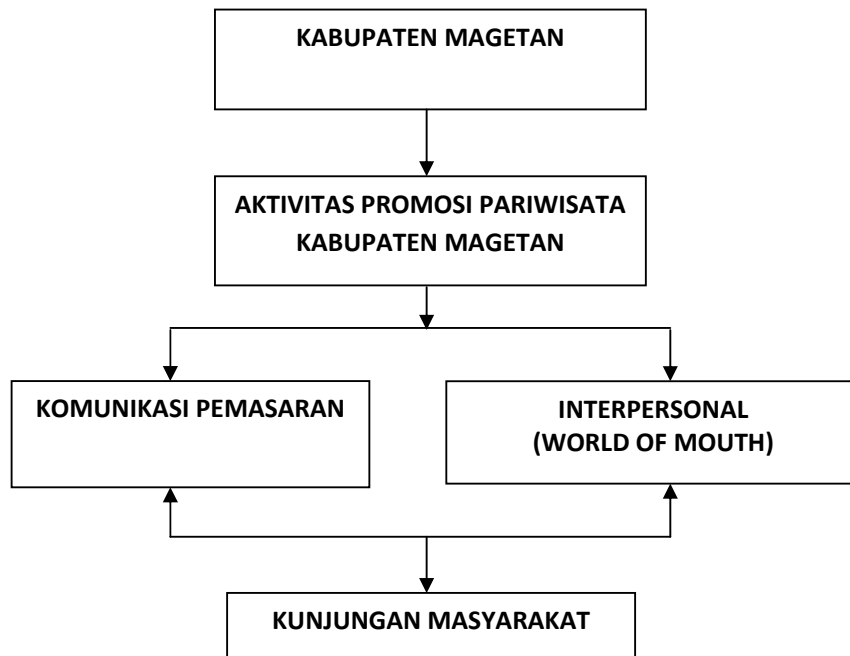 KABUPATEN MAGETAN
AKTIVITAS PROMOSI PARIWISATA
KABUPATEN MAGETAN
KOMUNIKASI PEMASARAN
INTERPERSONAL
(WORLD OF MOUTH)
KUNJUNGAN MASYARAKAT